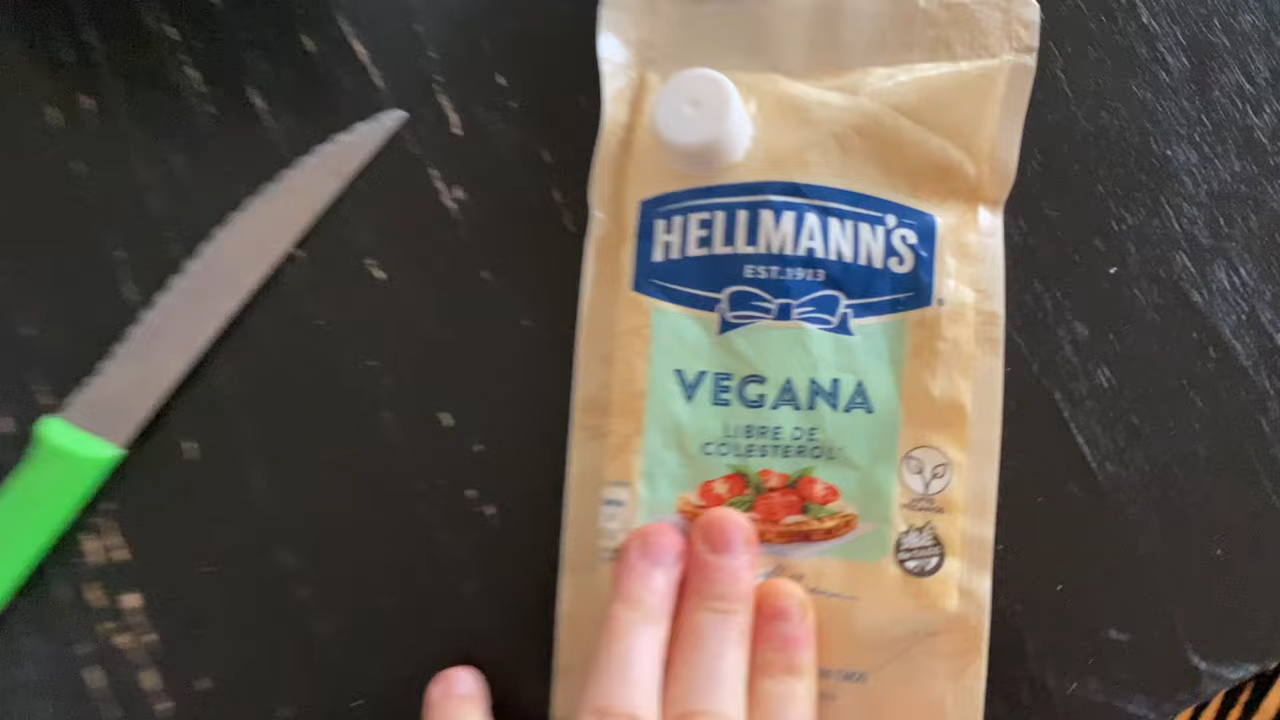 HELLMANN'S
EST.1913
VEGANA
LIBRE DE
COLESTEROL